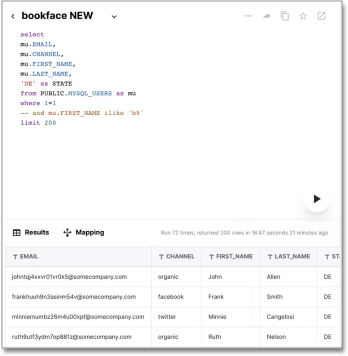 bookface NEW
select
mu.EMAIL,
mu.CHANNEL,
mu.FIRST_NAME,
mu.LAST_NAME,
'DE' as STATE
from PUBLIC.MYSQL_USERS as mu
where 1=1
-- and mu.FIRST_NAME ilike 'b%'
limit 200
Results Mapping Run 72 times, returned 200 rows in 16.67 seconds 21 minutes ago
EMAIL CHANNEL FIRST_NAME LAST_NAME ST
johntqj4xxvr01vr0k5@somecompany.com organic John Allen DE
frankhuuh9n3asinm54v@somecompany.com facebook Frank Smith DE
minniemumbz26m4u00xpf@somecompany.com twitter Minnie Cangelosi DE
ruth9utf3ydm7op881z@somecompany.com organic Ruth Nelson DE